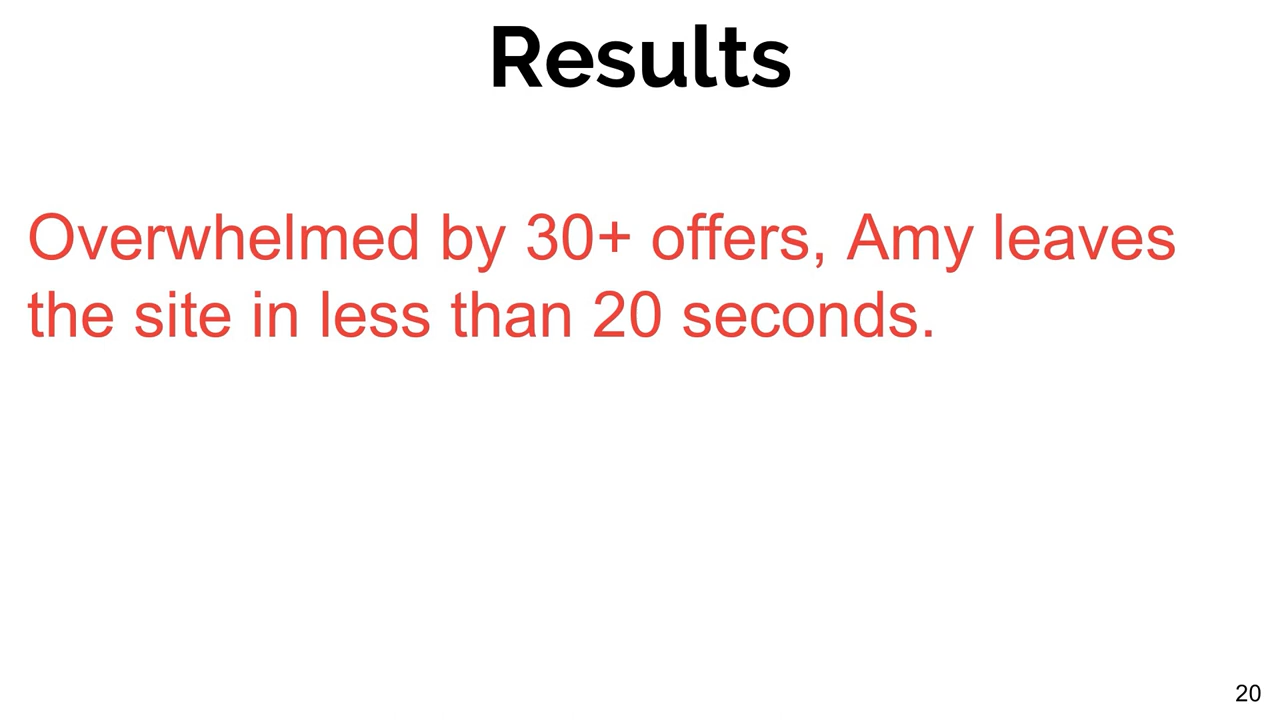 Results
Overwhelmed by 30+ offers, Amy leaves
the site in less than 20 seconds.
20